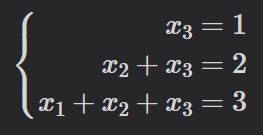 x₃ = 1
x₂ + x₃ = 2
x₁ + x₂ + x₃ = 3